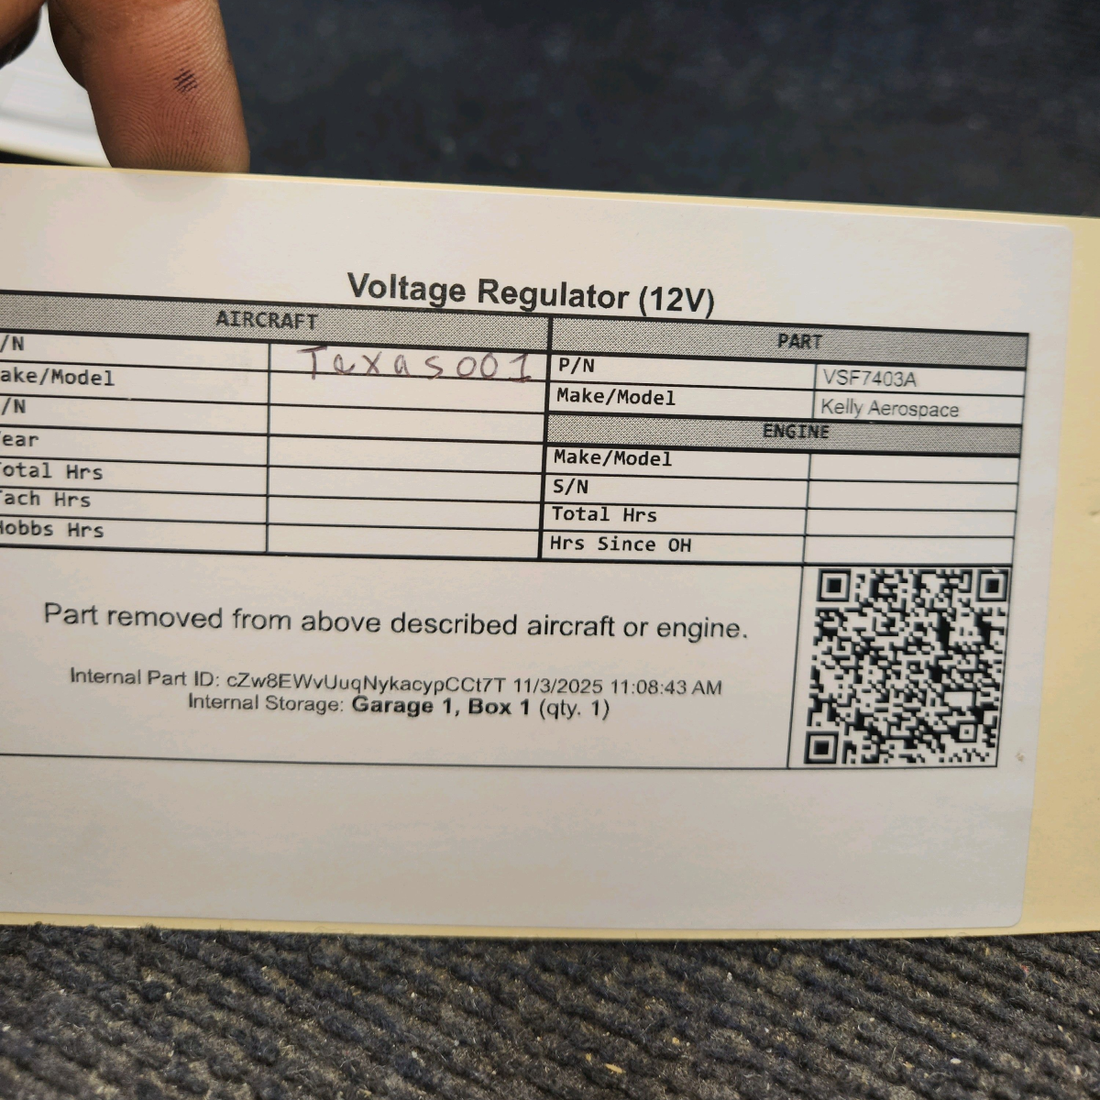 Voltage Regulator (12V)
AIRCRAFT
/N Texas001
ake/Model
/N
ear
otal Hrs
ach Hrs
obbs Hrs
PART
P/N VSF7403A
Make/Model Kelly Aerospace
ENGINE
Make/Model
S/N
Total Hrs
Hrs Since OH
Part removed from above described aircraft or engine.
Internal Part ID: cZw8EWvUuqNykacypCCt7T 11/3/2025 11:08:43 AM
Internal Storage: Garage 1, Box 1 (qty. 1)